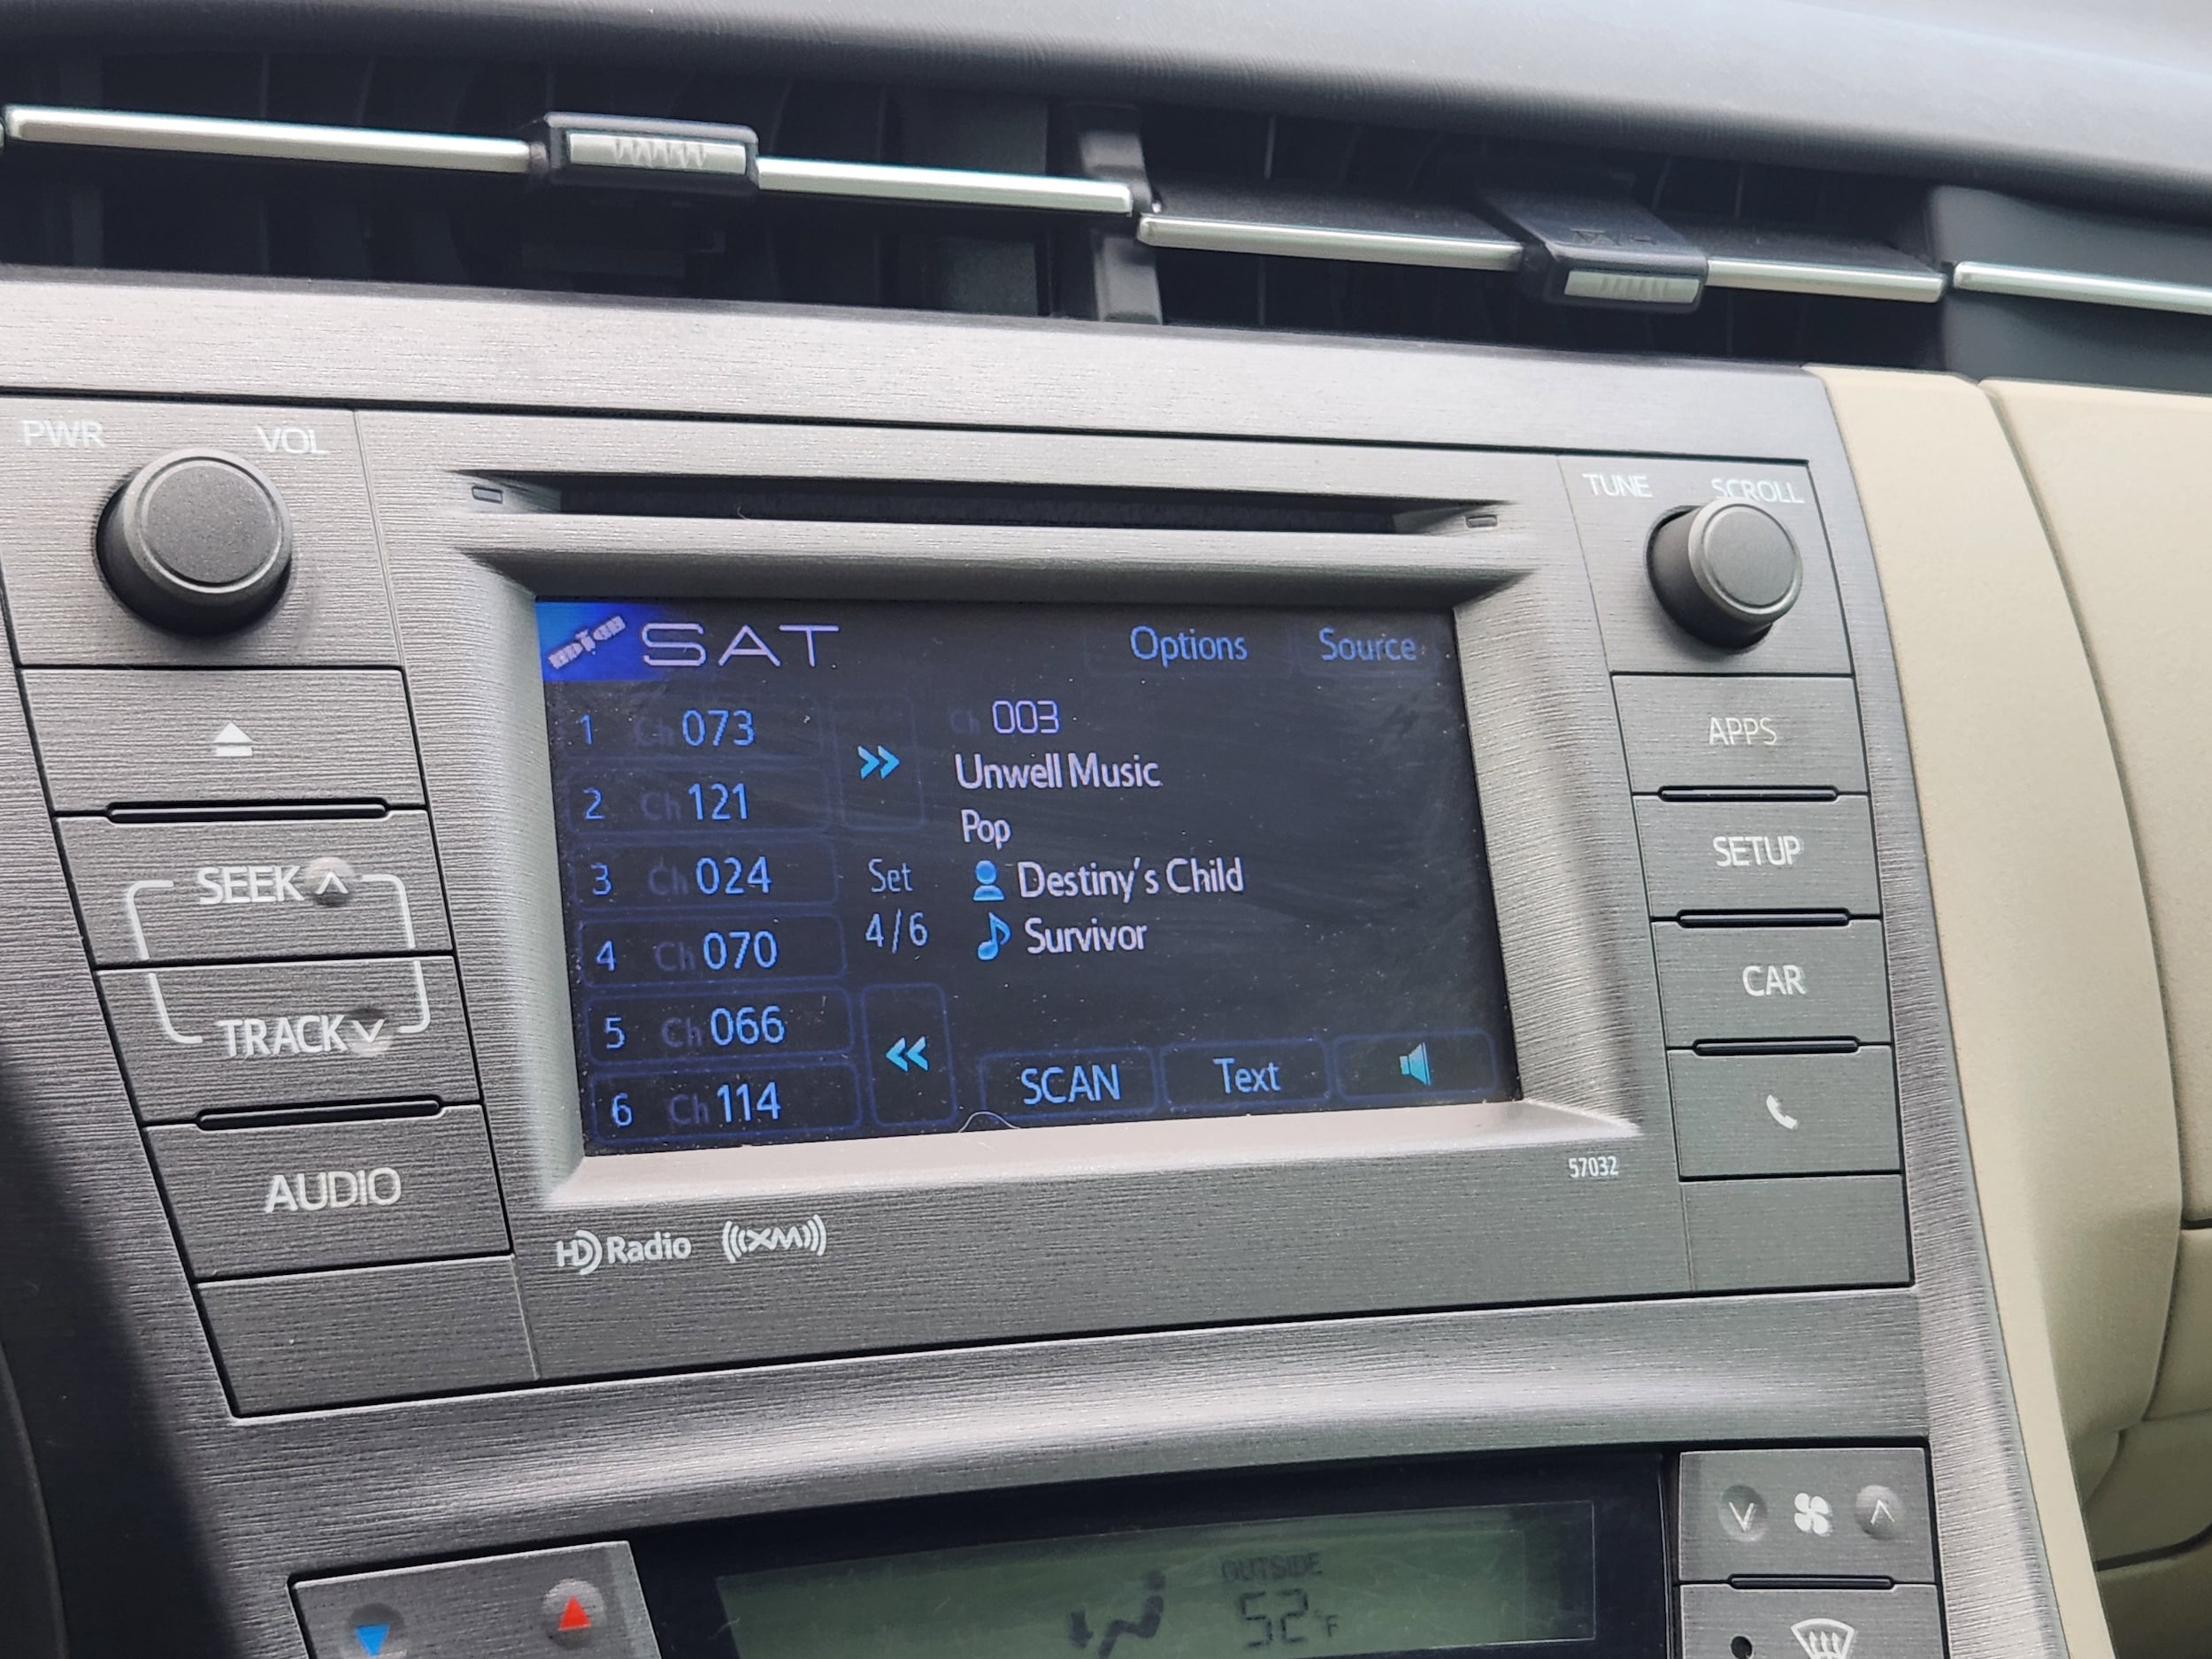 PWR VOL
TUNE SCROLL
SAT Options Source
1 Ch 073
2 Ch 121
3 Ch 024
4 Ch 070
5 Ch 066
6 Ch 114
Set
4/6
Ch 003
Unwell Music
Pop
Destiny's Child
Survivor
SCAN Text
SEEK
TRACK
AUDIO
APPS
SETUP
CAR
57032
HD Radio ((XM))
OUTSIDE
52°F